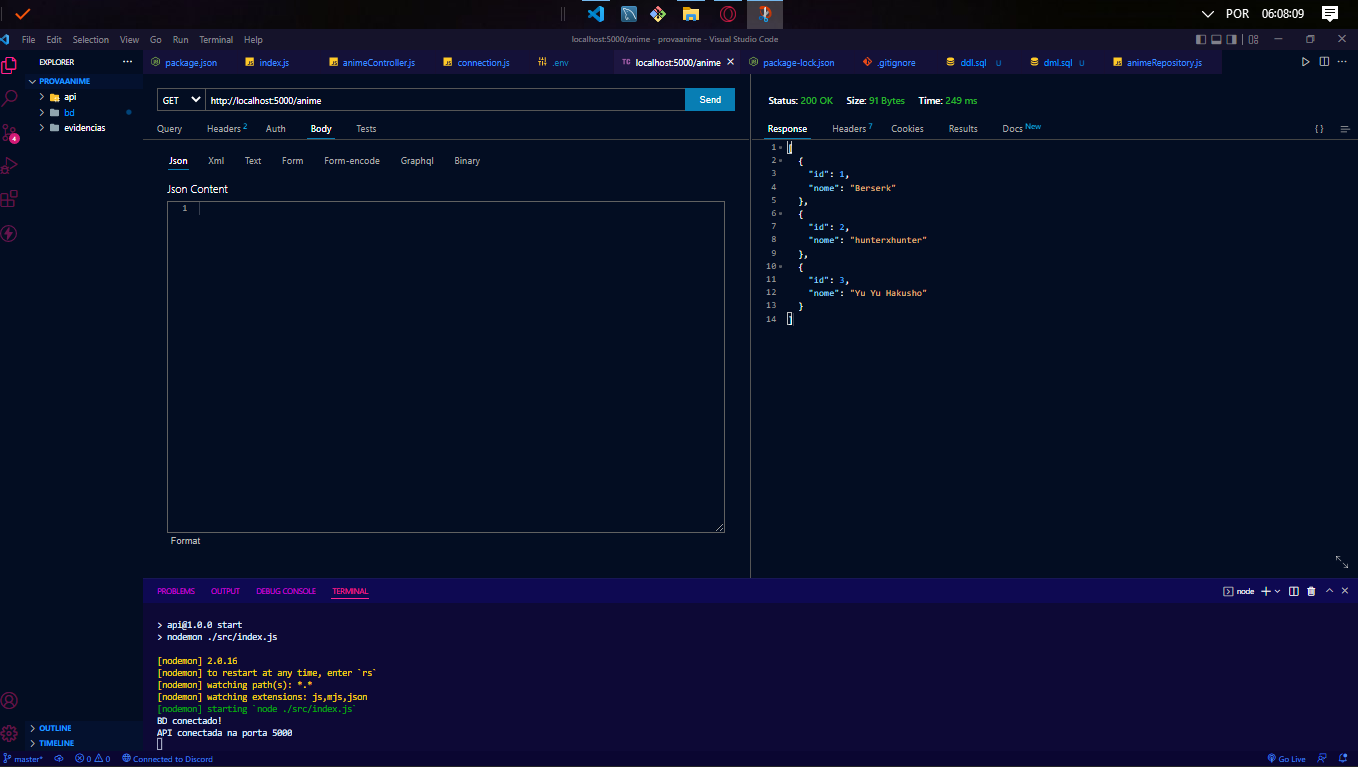 POR 06:08:09
File Edit Selection View Go Run Terminal Help
localhost:5000/anime - provaanime - Visual Studio Code
EXPLORER ···
PROVAANIME
api
bd
evidencias
OUTLINE
TIMELINE
package.json index.js animeController.js connection.js .env TC localhost:5000/anime package-lock.json .gitignore ddl.sql U dml.sql U animeRepository.js
GET http://localhost:5000/anime Send
Query Headers 2 Auth Body Tests
Json Xml Text Form Form-encode Graphql Binary
Json Content
1
Format
Status: 200 OK Size: 91 Bytes Time: 249 ms
Response Headers 7 Cookies Results Docs New { }
1 [
2 {
3 "id": 1,
4 "nome": "Berserk"
5 },
6 {
7 "id": 2,
8 "nome": "hunterxhunter"
9 },
10 {
11 "id": 3,
12 "nome": "Yu Yu Hakusho"
13 }
14 ]
PROBLEMS OUTPUT DEBUG CONSOLE TERMINAL node
> api@1.0.0 start
> nodemon ./src/index.js
[nodemon] 2.0.16
[nodemon] to restart at any time, enter `rs`
[nodemon] watching path(s): *.*
[nodemon] watching extensions: js,mjs,json
[nodemon] starting `node ./src/index.js`
BD conectado!
API conectada na porta 5000
master* 0 0 Connected to Discord Go Live
4